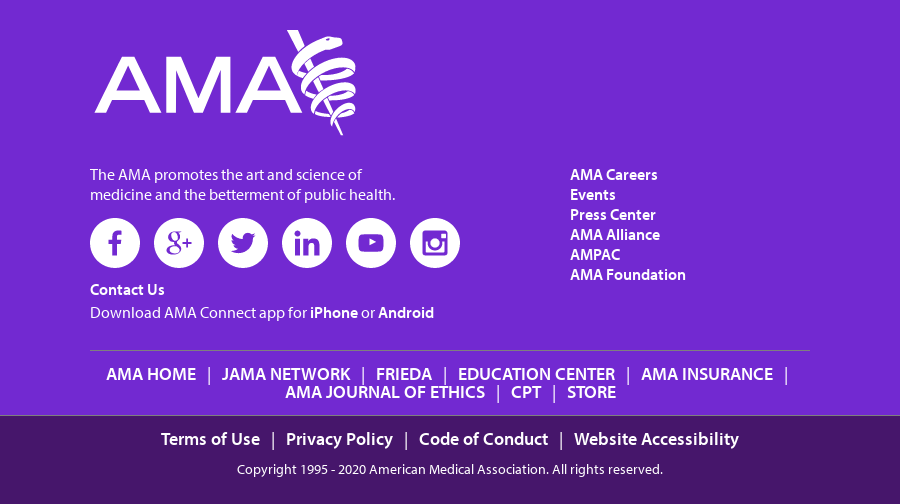 AMA
The AMA promotes the art and science of
medicine and the betterment of public health.
Contact Us
Download AMA Connect app for iPhone or Android
AMA Careers
Events
Press Center
AMA Alliance
AMPAC
AMA Foundation
AMA HOME | JAMA NETWORK | FRIEDA | EDUCATION CENTER | AMA INSURANCE |
AMA JOURNAL OF ETHICS | CPT | STORE
Terms of Use | Privacy Policy | Code of Conduct | Website Accessibility
Copyright 1995 - 2020 American Medical Association. All rights reserved.